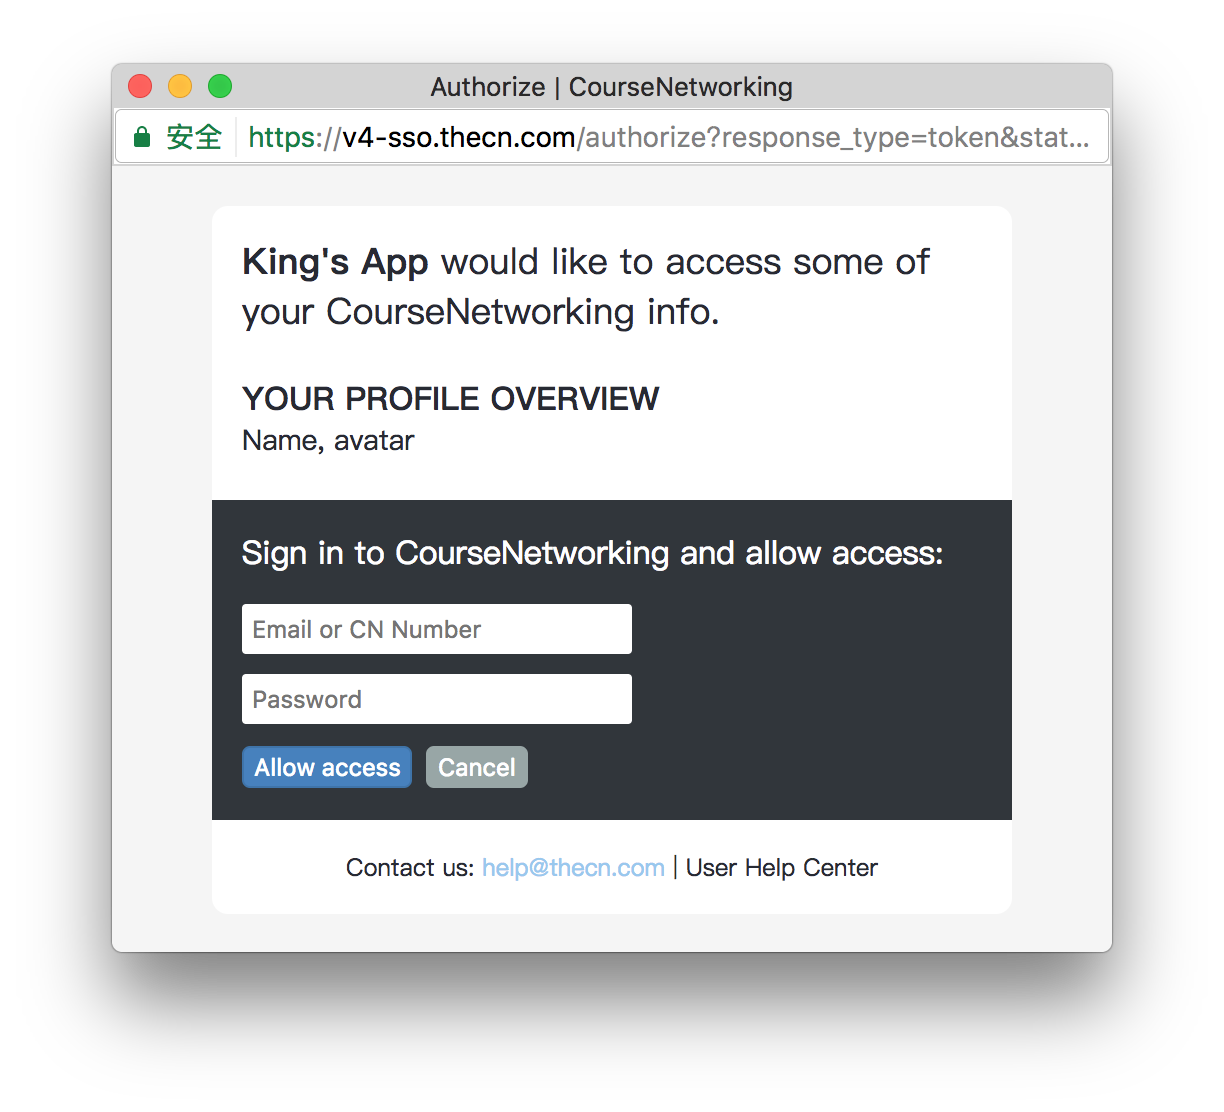 Authorize | CourseNetworking
安全 https://v4-sso.thecn.com/authorize?response_type=token&stat...
King's App would like to access some of
your CourseNetworking info.
YOUR PROFILE OVERVIEW
Name, avatar
Sign in to CourseNetworking and allow access:
Email or CN Number
Password
Allow access Cancel
Contact us: help@thecn.com | User Help Center